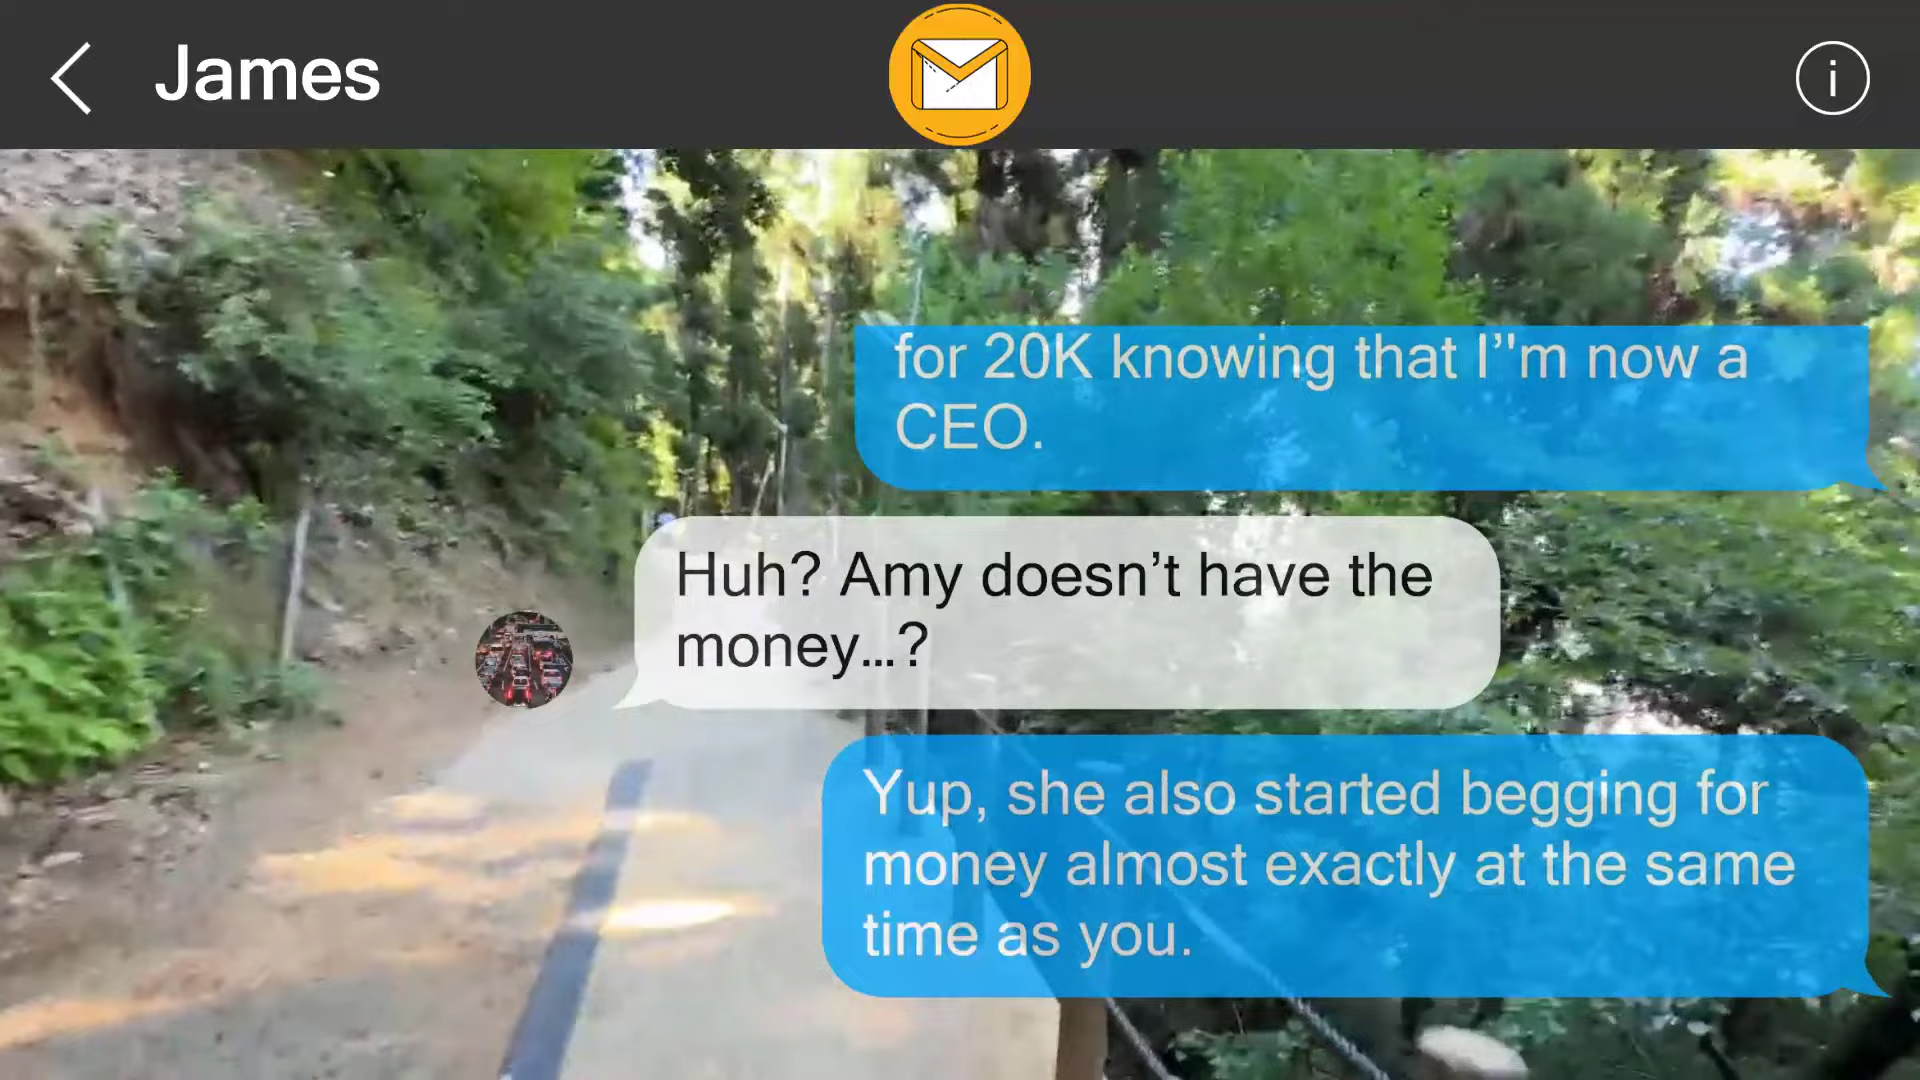 James
for 20K knowing that I’"m now a
CEO.
Huh? Amy doesn’t have the
money...?
Yup, she also started begging for
money almost exactly at the same
time as you.